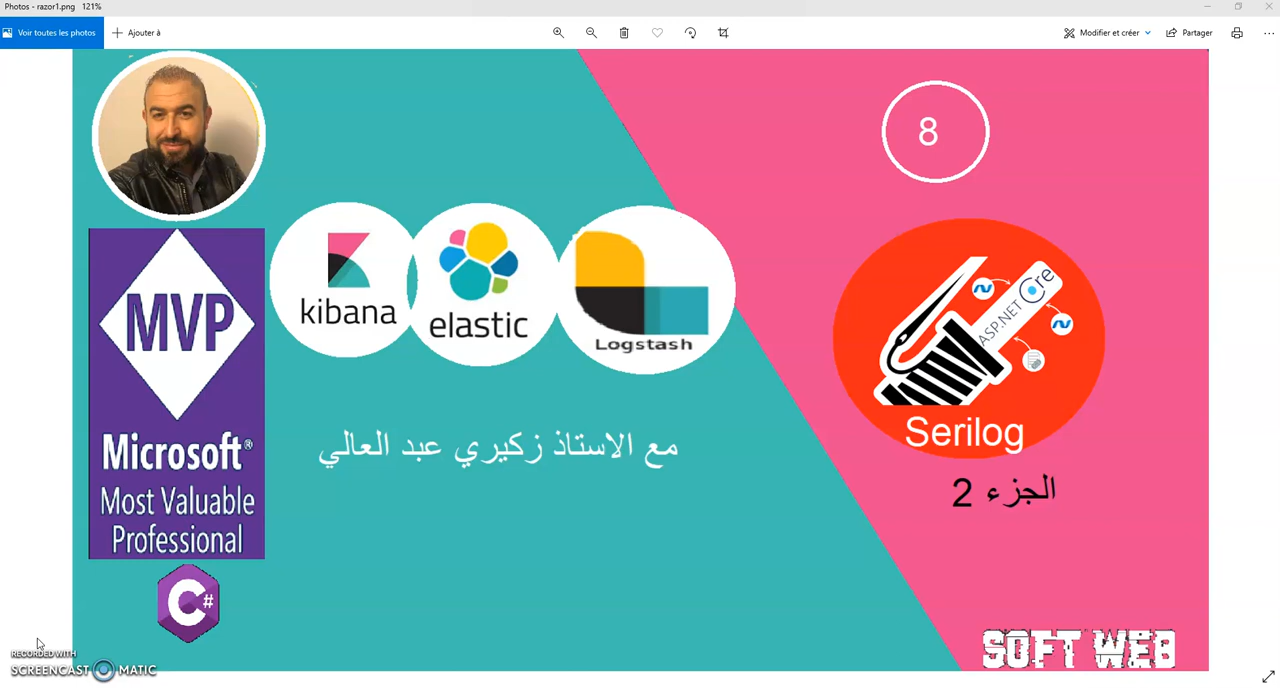 Photos - razor1.png 121%
Voir toutes les photos
Ajouter à
Modifier et créer
Partager
8
MVP
Microsoft®
Most Valuable
Professional
C#
kibana
elastic
Logstash
مع الاستاذ زكيري عبد العالي
ASP.NET Core
Serilog
الجزء 2
SOFT WEB
RECORDED WITH
SCREENCAST MATIC